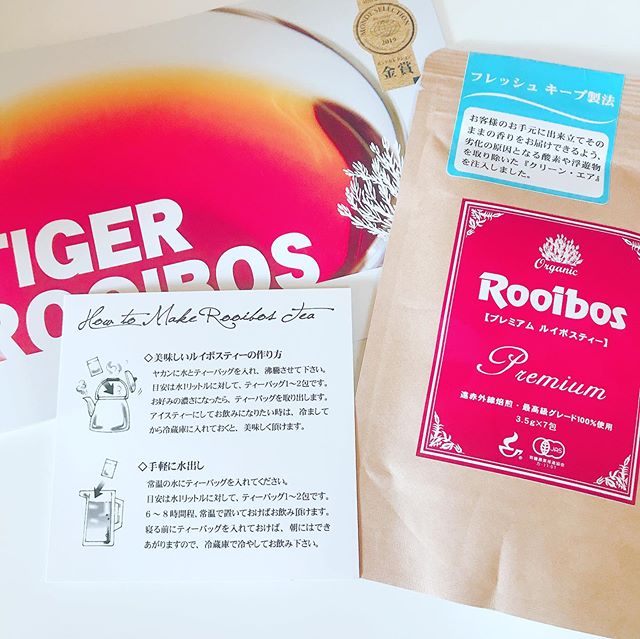 MONDE SELECTION
2019
金賞
TIGER
ROOIBOS
How to Make Rooibos Tea
◇美味しいルイボスティーの作り方
ヤカンに水とティーバッグを入れ、沸騰させて下さい。
目安は水1リットルに対して、ティーバッグ1〜2包です。
お好みの濃さになったら、ティーバッグを取り出します。
アイスティーにしてお飲みになりたい時は、冷まして
から冷蔵庫に入れておくと、美味しく頂けます。
◇手軽に水出し
常温の水にティーバッグを入れてください。
目安は水1リットルに対して、ティーバッグ1〜2包です。
6〜8時間程、常温で置いておけばお飲み頂けます。
寝る前にティーバッグを入れておけば、朝にはでき
あがりますので、冷蔵庫で冷やしてお飲み下さい。
フレッシュ キープ製法
お客様のお手元に出来立てその
ままの香りをお届けできるよう、
劣化の原因となる酸素や浮遊物
を取り除いた『クリーン・エア』
を注入しました。
Organic
Rooibos
【プレミアム ルイボスティー】
Premium
遠赤外線焙煎・最高級グレード100%使用
3.5g×7包
JAS